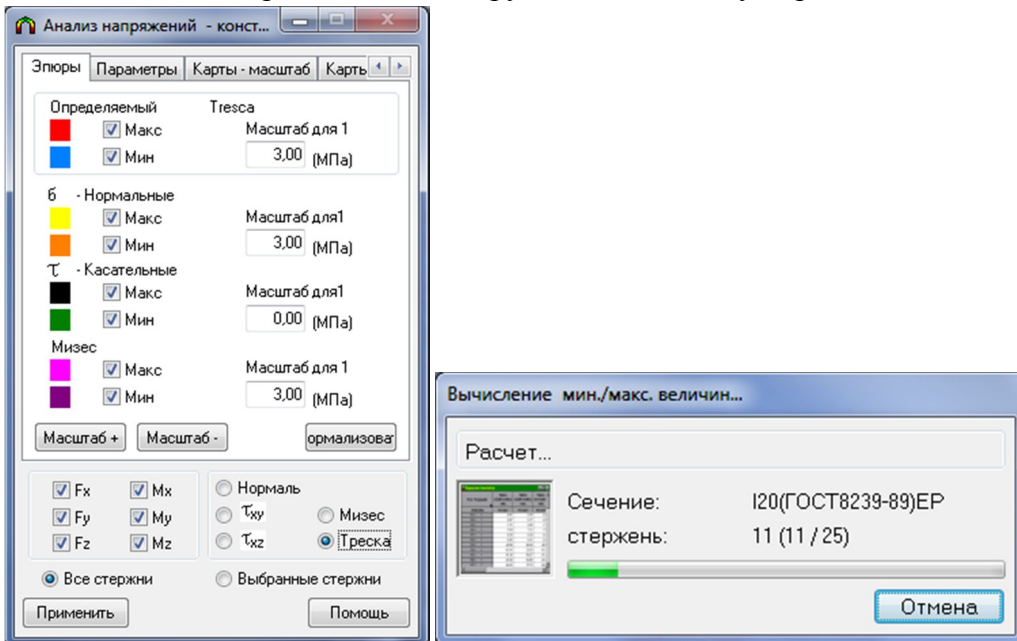 Анализ напряжений - конст...
Эпюры Параметры Карты - масштаб Карты
Определяемый Tresca
Макс Масштаб для 1
Мин 3,00 (МПа)
б - Нормальные
Макс Масштаб для1
Мин 3,00 (МПа)
τ - Касательные
Макс Масштаб для1
Мин 0,00 (МПа)
Мизес
Макс Масштаб для 1
Мин 3,00 (МПа)
Масштаб + Масштаб - ормализоват
Fx Mx Нормаль
Fy My τxy Мизес
Fz Mz τxz Треска
Все стержни Выбранные стержни
Применить Помощь
Вычисление мин./макс. величин...
Расчет...
Сечение: I20(ГОСТ8239-89)ЕР
стержень: 11 (11 / 25)
Отмена